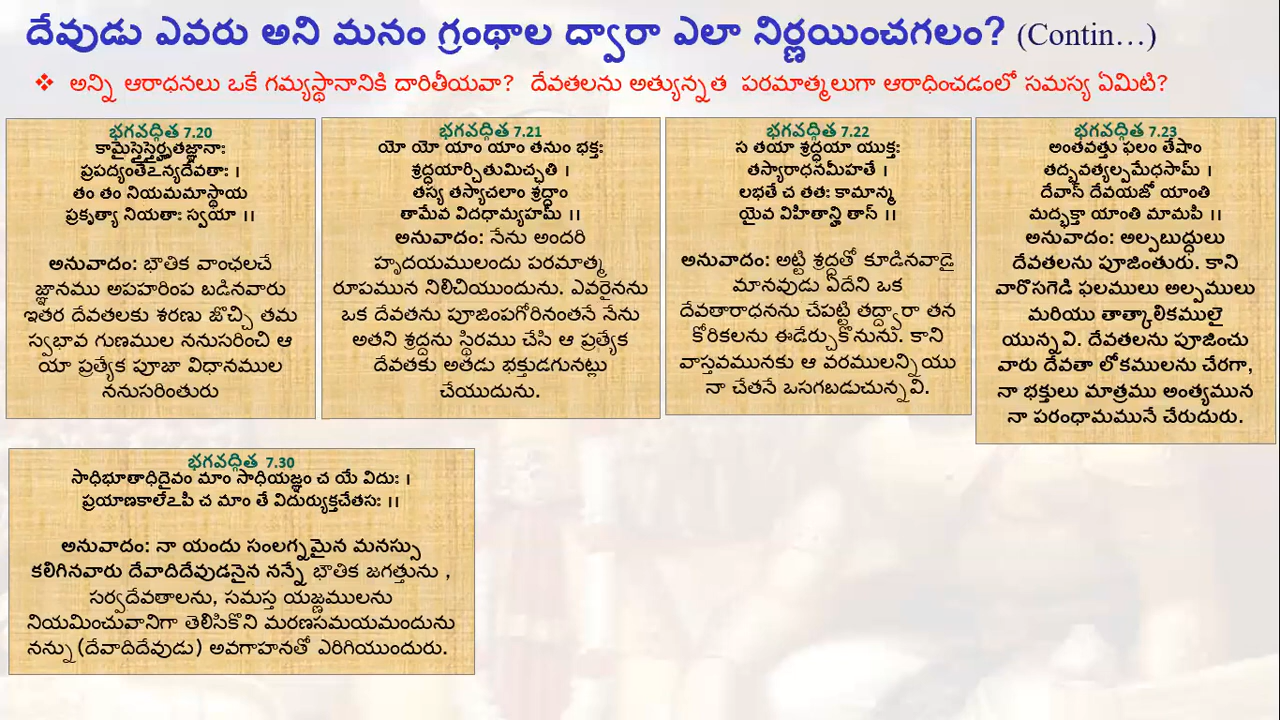 దేవుడు ఎవరు అని మనం గ్రంథాల ద్వారా ఎలా నిర్ణయించగలం? (Contin…)
❖ అన్ని ఆరాధనలు ఒకే గమ్యస్థానానికి దారితీయవా? దేవతలను అత్యున్నత పరమాత్మలుగా ఆరాధించడంలో సమస్య ఏమిటి?
భగవద్గీత 7.20
కామైస్తైస్తైర్హృతజ్ఞానాః
ప్రపద్యంతేఽన్యదేవతాః ।
తం తం నియమమాస్థాయ
ప్రకృత్యా నియతాః స్వయా ।।
అనువాదం: భౌతిక వాంఛలచే
జ్ఞానము అపహరింప బడినవారు
ఇతర దేవతలకు శరణు జొచ్చి తమ
స్వభావ గుణముల ననుసరించి ఆ
యా ప్రత్యేక పూజా విధానముల
ననుసరింతురు
భగవద్గీత 7.21
యో యో యాం యాం తనుం భక్తః
శ్రద్ధయార్చితుమిచ్ఛతి ।
తస్య తస్యాచలాం శ్రద్ధాం
తామేవ విదధామ్యహమ్ ।।
అనువాదం: నేను అందరి
హృదయములందు పరమాత్మ
రూపమున నిలిచియుందును. ఎవరైనను
ఒక దేవతను పూజింపగోరినంతనే నేను
అతని శ్రద్ధను స్థిరము చేసి ఆ ప్రత్యేక
దేవతకు అతడు భక్తుడగునట్లు
చేయుదును.
భగవద్గీత 7.22
స తయా శ్రద్ధయా యుక్తః
తస్యారాధనమీహతే ।
లభతే చ తతః కామాన్మ
యైవ విహితాన్హి తాన్ ।।
అనువాదం: అట్టి శ్రద్ధతో కూడినవాడై
మానవుడు ఏదేని ఒక
దేవతారాధనను చేపట్టి తద్ద్వారా తన
కోరికలను ఈడేర్చుకొనును. కాని
వాస్తవమునకు ఆ వరములన్నియు
నా చేతనే ఒసగబడుచున్నవి.
భగవద్గీత 7.23
అంతవత్తు ఫలం తేషాం
తద్భవత్యల్పమేధసామ్ ।
దేవాన్ దేవయజో యాంతి
మద్భక్తా యాంతి మామపి ।।
అనువాదం: అల్పబుద్ధులు
దేవతలను పూజింతురు. కాని
వారొసగెడి ఫలములు అల్పములు
మరియు తాత్కాలికములై
యున్నవి. దేవతలను పూజించు
వారు దేవతా లోకములను చేరగా,
నా భక్తులు మాత్రము అంత్యమున
నా పరంధామమునే చేరుదురు.
భగవద్గీత 7.30
సాధిభూతాధిదైవం మాం సాధియజ్ఞం చ యే విదుః ।
ప్రయాణకాలేఽపి చ మాం తే విదుర్యుక్తచేతసః ।।
అనువాదం: నా యందు సంలగ్నమైన మనస్సు
కలిగినవారు దేవాదిదేవుడనైన నన్నే భౌతిక జగత్తును ,
సర్వదేవతాలను, సమస్త యజ్ఞములను
నియమించువానిగా తెలిసికొని మరణసమయమందును
నన్ను(దేవాదిదేవుడు) అవగాహనతో ఎరిగియుందురు.